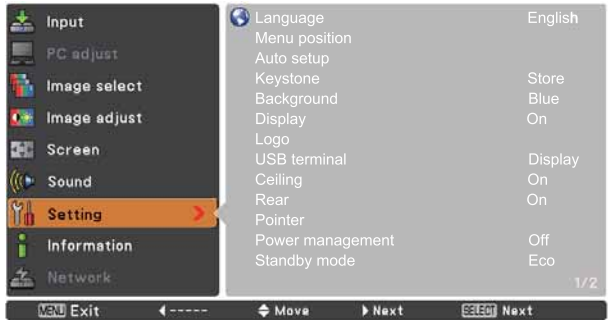 Input
PC adjust
Image select
Image adjust
Screen
Sound
Setting
Information
Network
Language English
Menu position
Auto setup
Keystone Store
Background Blue
Display On
Logo
USB terminal Display
Ceiling On
Rear On
Pointer
Power management Off
Standby mode Eco
1/2
MENU Exit ----- Move Next SELECT Next